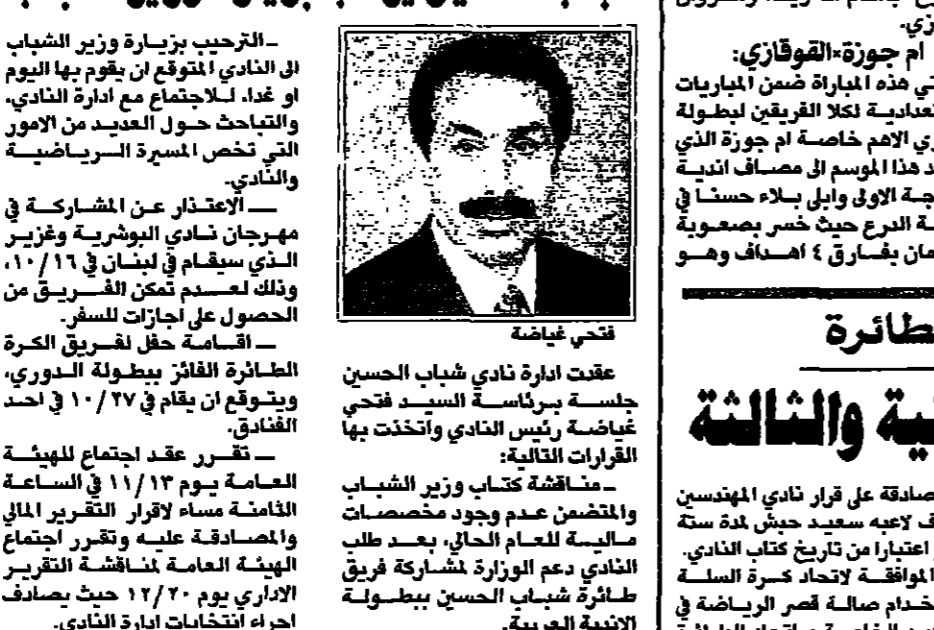 ام جوزة×القوقازي:
تي هذه المباراة ضمن المباريات
تعدادية لكلا الفريقين لبطولة
ري الاهم خاصة ام جوزة الذي
د هذا الموسم الى مصاف اندية
جة الاولى وابلى بلاء حسنا في
ة الدرع حيث خسر بصعوبة
مان بفارق ٤ اهداف وهو
طائرة
ية والثالثة
صادقة على قرار نادي المهندسين
ف لاعبه سعيد حبش لمدة ستة
اعتبارا من تاريخ كتاب النادي.
الموافقة لاتحاد كرة السلة
خدام صالة قصر الرياضة في
فتحي غياضة
عقدت ادارة نادي شباب الحسين
جلسة برئاسة السيد فتحي
غياضة رئيس النادي واتخذت بها
القرارات التالية:
ـ مناقشة كتاب وزير الشباب
والمتضمن عدم وجود مخصصات
مالية للعام الحالي، بعد طلب
النادي دعم الوزارة لمشاركة فريق
طائرة شباب الحسين ببطولة
الاندية العربية.
ـ الترحيب بزيارة وزير الشباب
الى النادي المتوقع ان يقوم بها اليوم
او غدا، للاجتماع مع ادارة النادي،
والتباحث حول العديد من الامور
التي تخص المسيرة الرياضية
والنادي.
ـ الاعتذار عن المشاركة في
مهرجان نادي البوشرية وغزير
الذي سيقام في لبنان في ١٠/١٦،
وذلك لعدم تمكن الفريق من
الحصول على اجازات للسفر.
ـ اقامة حفل لفريق الكرة
الطائرة الفائز ببطولة الدوري،
ويتوقع ان يقام في ١٠/٢٧ في احد
الفنادق.
ـ تقرر عقد اجتماع للهيئة
العامة يوم ١١/١٣ في الساعة
الثامنة مساء لاقرار التقرير المالي
والمصادقة عليه وتقرر اجتماع
الهيئة العامة لمناقشة التقرير
الاداري يوم ١٢/٢٠ حيث يصادف
اجراء انتخابات ادارة النادي.